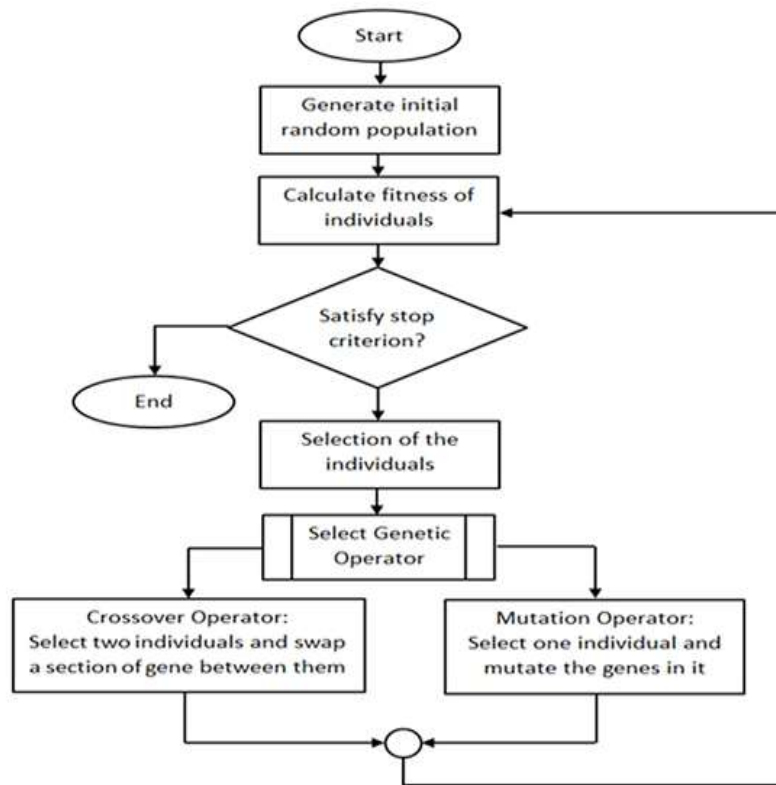 Start
Generate initial
random population
Calculate fitness of
individuals
Satisfy stop
criterion?
End
Selection of the
individuals
Select Genetic
Operator
Crossover Operator:
Select two individuals and swap
a section of gene between them
Mutation Operator:
Select one individual and
mutate the genes in it